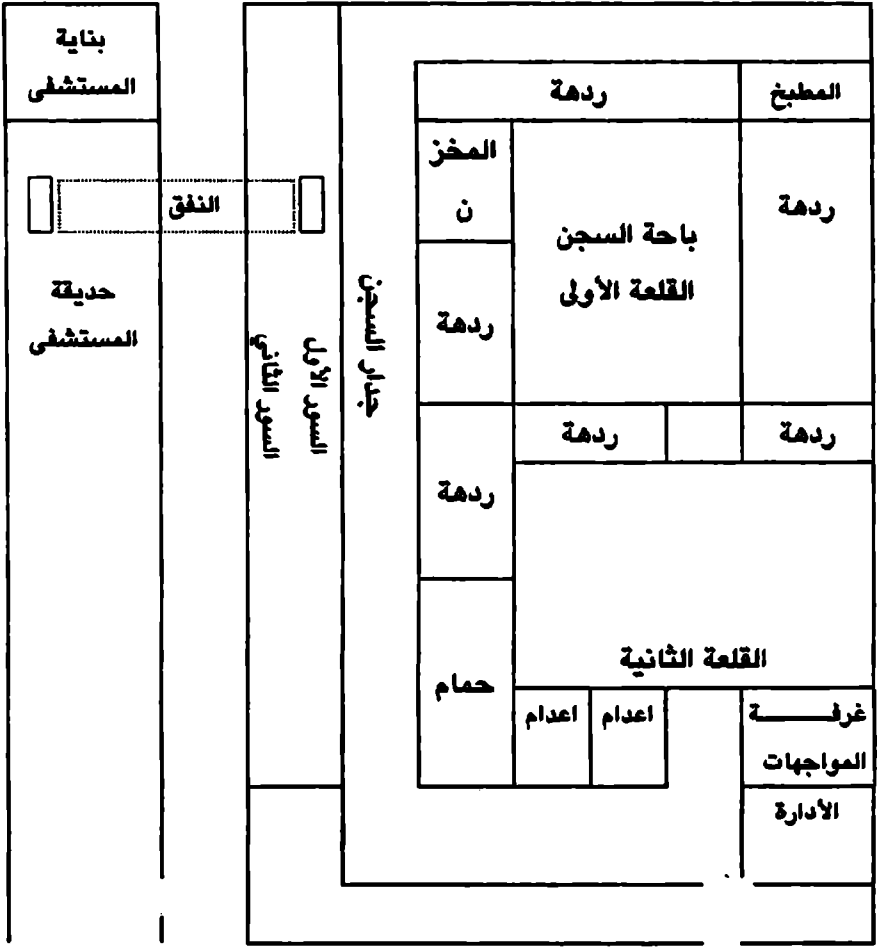 بناية
المستشفى
ردهة
المطبخ
المخز
ن
النفق
باحة السجن
القلعة الأولى
ردهة
حديقة
المستشفى
ردهة
جدار السجن
السور الأول
السور الثاني
ردهة
ردهة
ردهة
القلعة الثانية
حمام
اعدام
اعدام
غرفــــــة
المواجهات
الأدارة